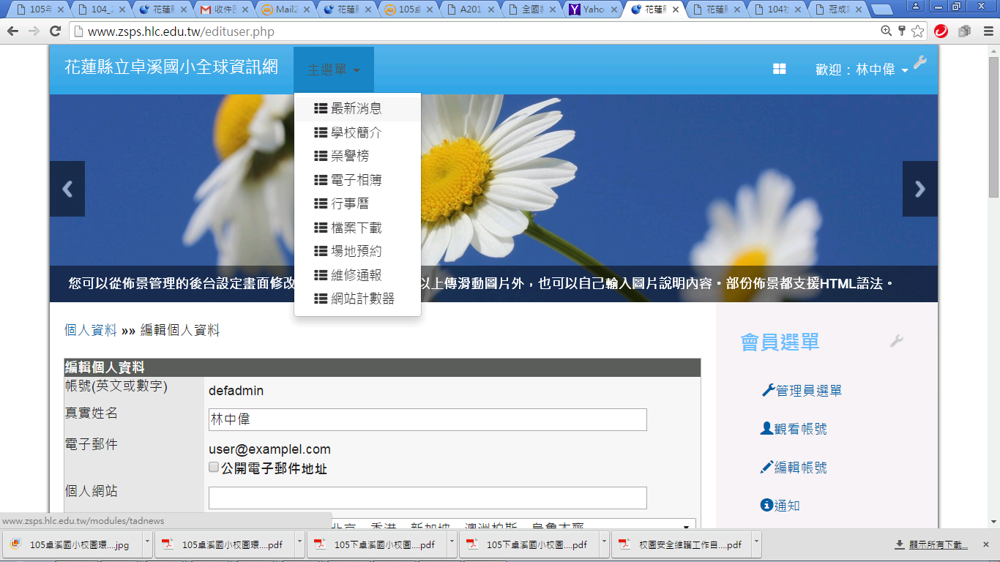 105年
104_2
花蓮縣
收件匣
Mail2
花蓮縣
105卓
A201
全國教
Yaho
花蓮縣
花蓮縣
104社
冠成
www.zsps.hlc.edu.tw/edituser.php
花蓮縣立卓溪國小全球資訊網
主選單
歡迎：林中偉
最新消息
學校簡介
榮譽榜
電子相簿
行事曆
檔案下載
場地預約
維修通報
網站計數器
您可以從佈景管理的後台設定畫面修改 以上傳滑動圖片外，也可以自己輸入圖片說明內容。部份佈景都支援HTML語法。
個人資料 »» 編輯個人資料
編輯個人資料
帳號(英文或數字) defadmin
真實姓名 林中偉
電子郵件 user@examplel.com
公開電子郵件地址
個人網站
北京，香港，新加坡，澳洲柏斯，烏魯木齊
會員選單
管理員選單
觀看帳號
編輯帳號
通知
www.zsps.hlc.edu.tw/modules/tadnews
105卓溪國小校園環....jpg
105卓溪國小校園環....pdf
105下卓溪國小校園....pdf
105下卓溪國小校園....pdf
校園安全維護工作自....pdf
顯示所有下載...